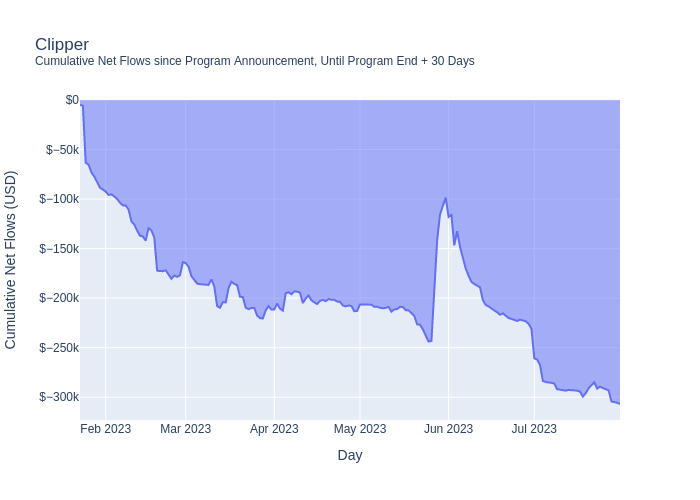 Clipper
Cumulative Net Flows since Program Announcement, Until Program End + 30 Days
$0
$−50k
$−100k
$−150k
$−200k
$−250k
$−300k
Cumulative Net Flows (USD)
Feb 2023 Mar 2023 Apr 2023 May 2023 Jun 2023 Jul 2023
Day